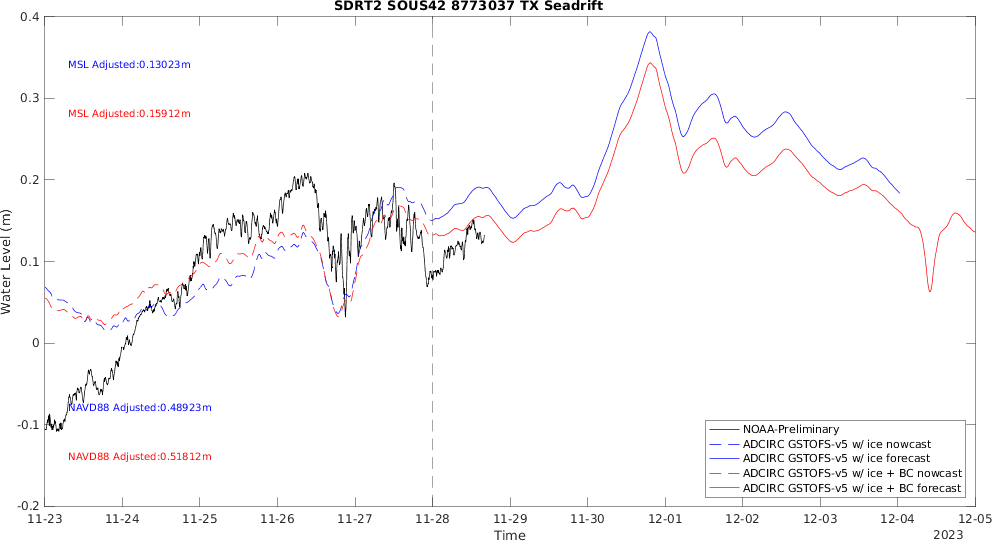 SDRT2 SOUS42 8773037 TX Seadrift
Water Level (m)
0.4
0.3
0.2
0.1
0
-0.1
-0.2
MSL Adjusted:0.13023m
MSL Adjusted:0.15912m
NAVD88 Adjusted:0.48923m
NAVD88 Adjusted:0.51812m
NOAA-Preliminary
ADCIRC GSTOFS-v5 w/ ice nowcast
ADCIRC GSTOFS-v5 w/ ice forecast
ADCIRC GSTOFS-v5 w/ ice + BC nowcast
ADCIRC GSTOFS-v5 w/ ice + BC forecast
11-23 11-24 11-25 11-26 11-27 11-28 11-29 11-30 12-01 12-02 12-03 12-04 12-05
Time
2023